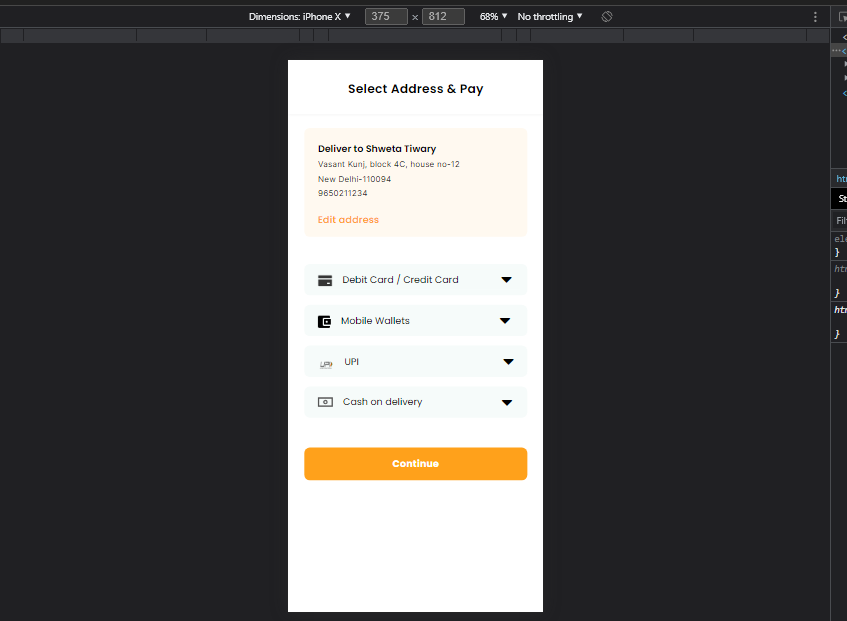 Dimensions: iPhone X ▼ 375 × 812 68% ▼ No throttling ▼
Select Address & Pay
Deliver to Shweta Tiwary
Vasant Kunj, block 4C, house no-12
New Delhi-110094
9650211234
Edit address
Debit Card / Credit Card
Mobile Wallets
UPI
Cash on delivery
Continue